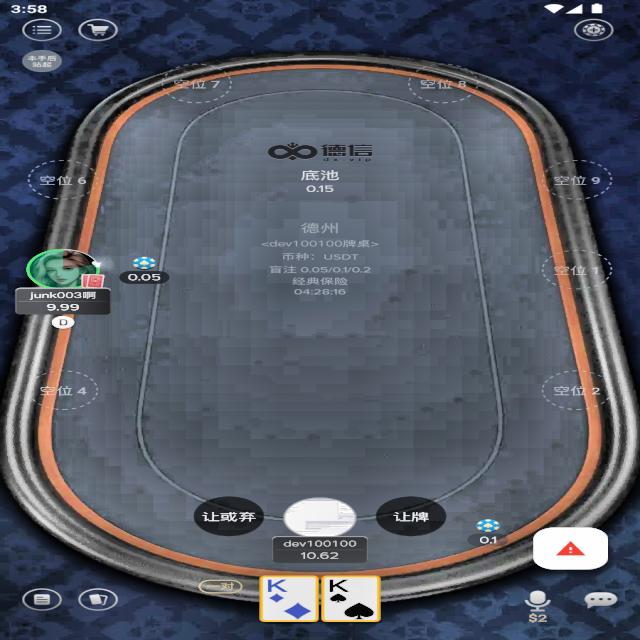 3:58
本手后
站起
空位 7
空位 8
德信
dx vip
底池
0.15
空位 6
空位 9
德州
<dev100100牌桌>
币种：USDT
盲注 0.05/0.1/0.2
经典保险
04:28:16
空位 1
0.05
junk003啊
9.99
D
空位 4
空位 2
让或弃
让牌
dev100100
10.62
0.1
一对
K
K
$2